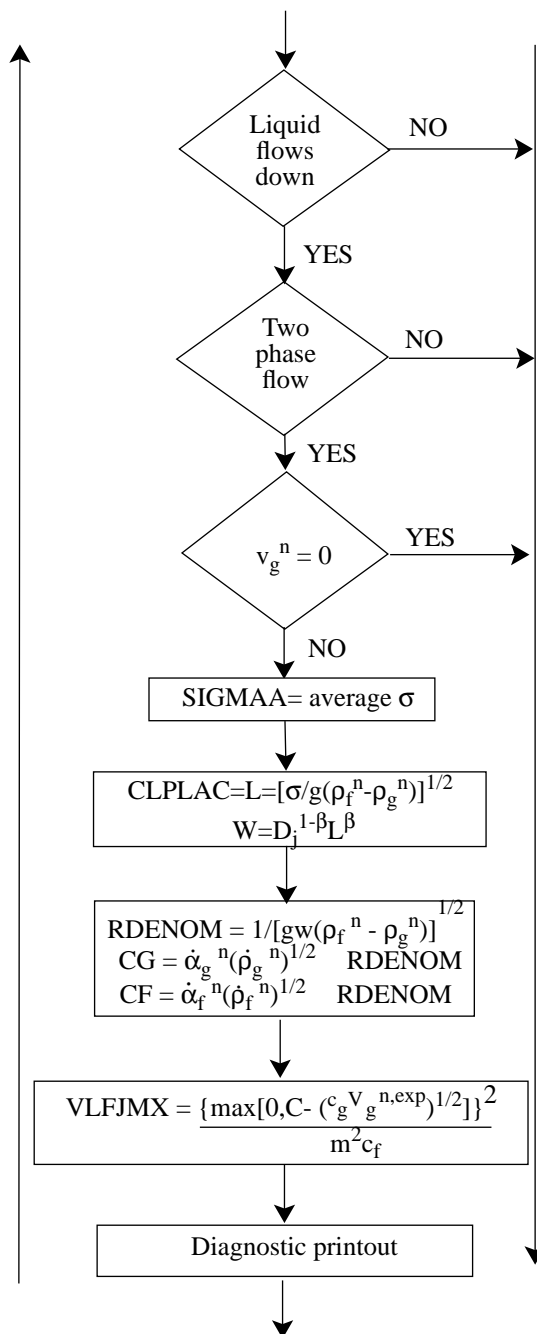 Liquid
flows
down
NO
YES
Two
phase
flow
NO
YES
v_g^n = 0
YES
NO
SIGMAA= average σ
CLPLAC=L=[σ/g(ρ_f^n-ρ_g^n)]^1/2
W=D_j^1-βL^β
RDENOM = 1/[gw(ρ_f^n - ρ_g^n)]^1/2
CG = α̇_g^n(ρ̇_g^n)^1/2 RDENOM
CF = α̇_f^n(ρ̇_f^n)^1/2 RDENOM
VLFJMX = {max[0,C- (c_g v_g^n,exp)^1/2]}^2
m^2c_f
Diagnostic printout